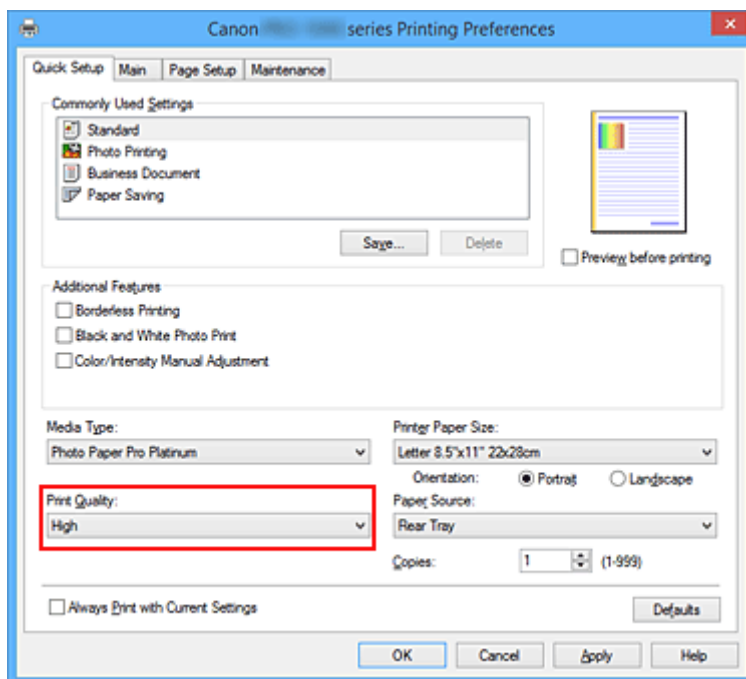 Canon series Printing Preferences
Quick Setup Main Page Setup Maintenance
Commonly Used Settings
Standard
Photo Printing
Business Document
Paper Saving
Save... Delete
Preview before printing
Additional Features
Borderless Printing
Black and White Photo Print
Color/Intensity Manual Adjustment
Media Type: Printer Paper Size:
Photo Paper Pro Platinum Letter 8.5"x11" 22x28cm
Orientation: Portrait Landscape
Print Quality: Paper Source:
High Rear Tray
Copies: 1 (1-999)
Always Print with Current Settings Defaults
OK Cancel Apply Help